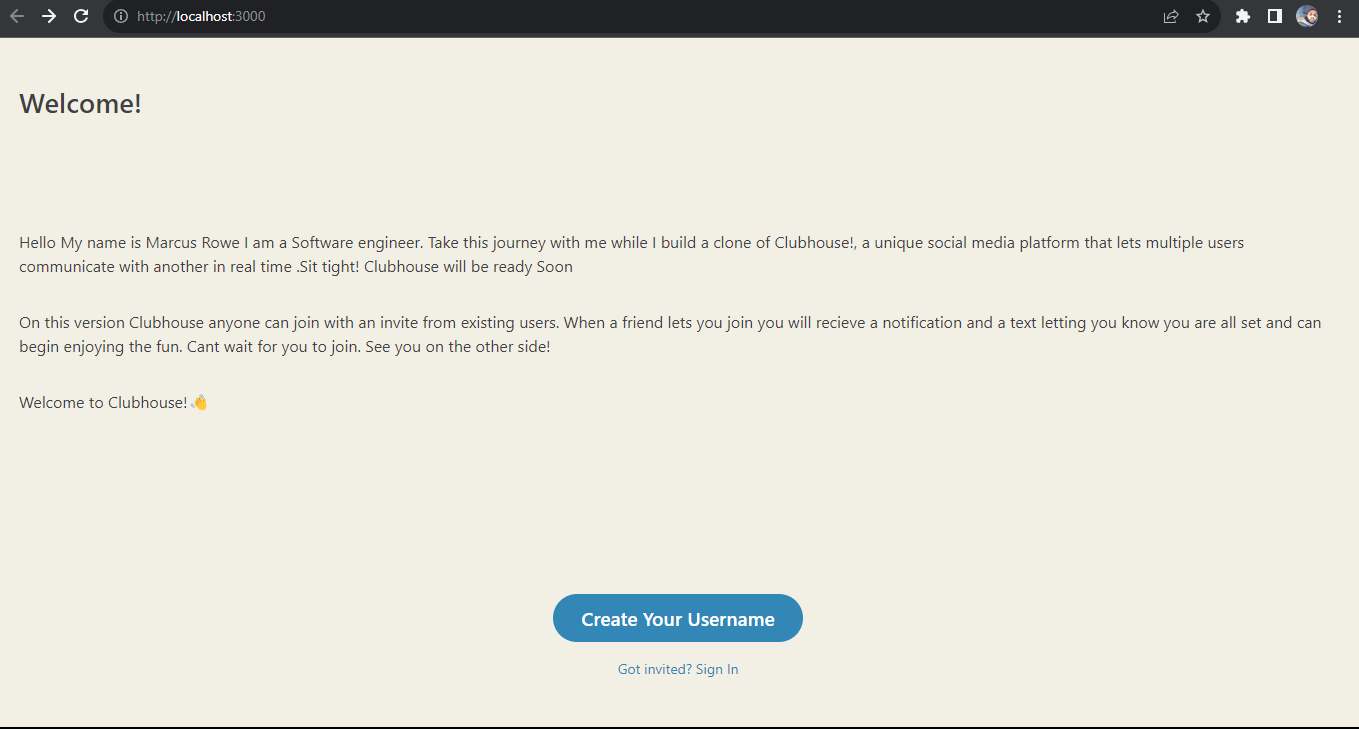 http://localhost:3000
Welcome!
Hello My name is Marcus Rowe I am a Software engineer. Take this journey with me while I build a clone of Clubhouse!, a unique social media platform that lets multiple users
communicate with another in real time .Sit tight! Clubhouse will be ready Soon
On this version Clubhouse anyone can join with an invite from existing users. When a friend lets you join you will recieve a notification and a text letting you know you are all set and can
begin enjoying the fun. Cant wait for you to join. See you on the other side!
Welcome to Clubhouse! 👋
Create Your Username
Got invited? Sign In